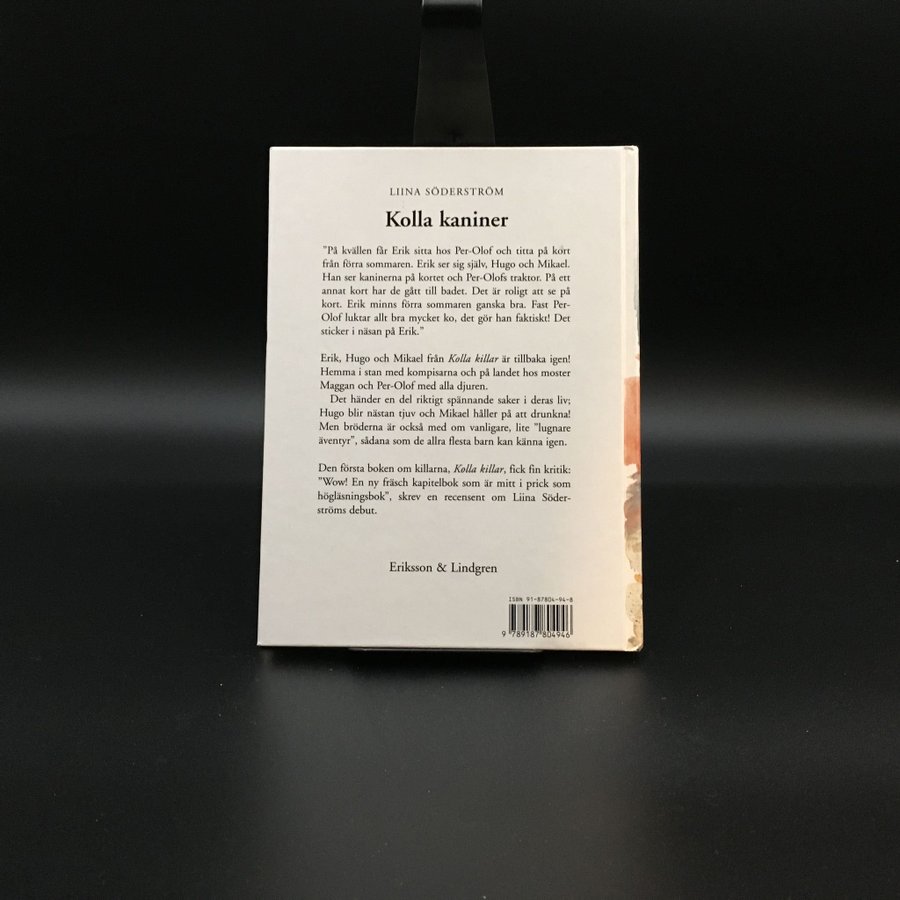 LIINA SÖDERSTRÖM
Kolla kaniner
”På kvällen får Erik sitta hos Per-Olof och titta på kort
från förra sommaren. Erik ser sig själv, Hugo och Mikael.
Han ser kaninerna på kortet och Per-Olofs traktor. På ett
annat kort har de gått till badet. Det är roligt att se på
kort. Erik minns förra sommaren ganska bra. Fast Per-
Olof luktar allt bra mycket ko, det gör han faktiskt! Det
sticker i näsan på Erik.”
Erik, Hugo och Mikael från Kolla killar är tillbaka igen!
Hemma i stan med kompisarna och på landet hos moster
Maggan och Per-Olof med alla djuren.
Det händer en del riktigt spännande saker i deras liv;
Hugo blir nästan tjuv och Mikael håller på att drunkna!
Men bröderna är också med om vanligare, lite ”lugnare
äventyr”, sådana som de allra flesta barn kan känna igen.
Den första boken om killarna, Kolla killar, fick fin kritik:
”Wow! En ny fräsch kapitelbok som är mitt i prick som
högläsningsbok”, skrev en recensent om Liina Söder-
ströms debut.
Eriksson & Lindgren
ISBN 91-87804-94-8
9 789187 804946